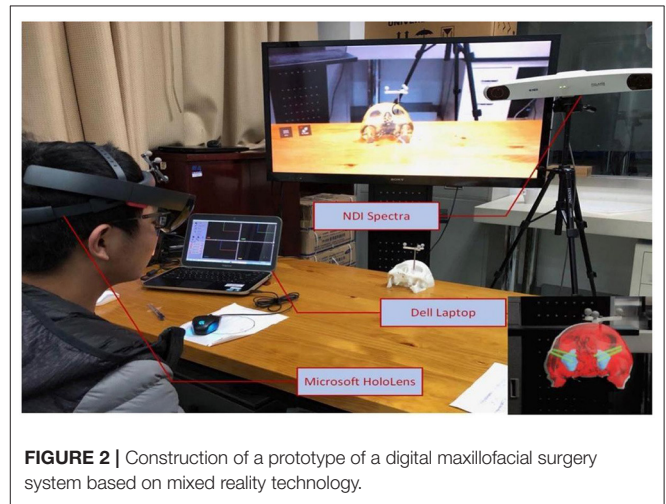 NDI Spectra
Dell Laptop
Microsoft HoloLens
FIGURE 2 | Construction of a prototype of a digital maxillofacial surgery
system based on mixed reality technology.